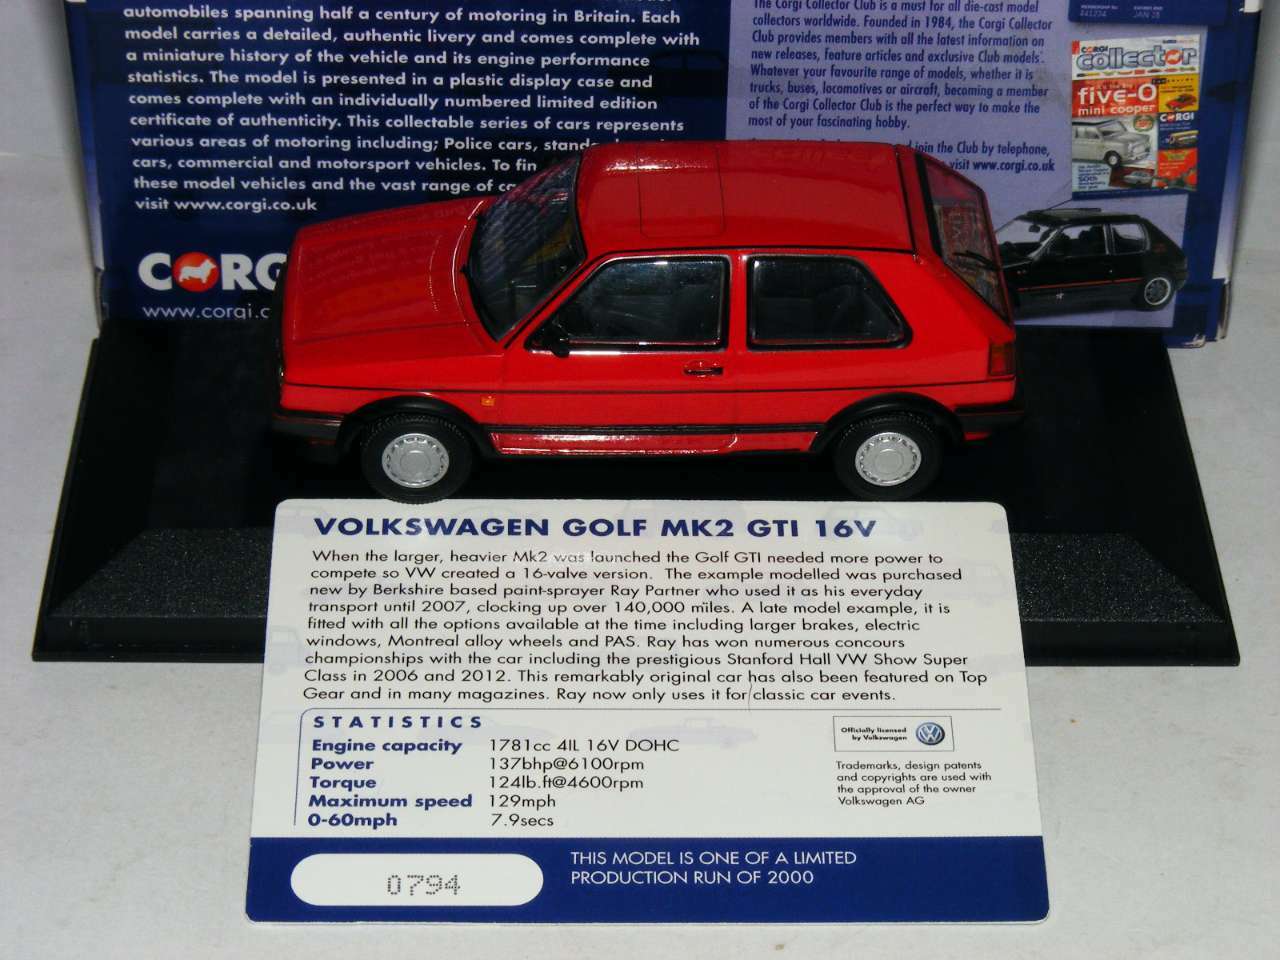 automobiles spanning half a century of motoring in Britain. Each
model carries a detailed, authentic livery and comes complete with
a miniature history of the vehicle and its engine performance
statistics. The model is presented in a plastic display case and
comes complete with an individually numbered limited edition
certificate of authenticity. This collectable series of cars represents
various areas of motoring including; Police cars,
cars, commercial and motorsport vehicles. To fin
these model vehicles and the vast range of
visit www.corgi.co.uk
CORG
www.corgi.c
The Corgi Collector Club is a must for all die-cast model
collectors worldwide. Founded in 1984, the Corgi Collector
Club provides members with all the latest information on
new releases, feature articles and exclusive Club models.
Whatever your favourite range of models, whether it is
trucks, buses, locomotives or aircraft, becoming a member
of the Corgi Collector Club is the perfect way to make the
most of your fascinating hobby.
join the Club by telephone,
visit www.corgi.co.uk
JAN
CORGI
collector
five-O
mini cooper
CORGI
VOLKSWAGEN GOLF MK2 GTI 16V
When the larger, heavier Mk2 was launched the Golf GTI needed more power to
compete so VW created a 16-valve version. The example modelled was purchased
new by Berkshire based paint-sprayer Ray Partner who used it as his everyday
transport until 2007, clocking up over 140,000 miles. A late model example, it is
fitted with all the options available at the time including larger brakes, electric
windows, Montreal alloy wheels and PAS. Ray has won numerous concours
championships with the car including the prestigious Stanford Hall VW Show Super
Class in 2006 and 2012. This remarkably original car has also been featured on Top
Gear and in many magazines. Ray now only uses it for classic car events.
STATISTICS
Engine capacity 1781cc 4IL 16V DOHC
Power 137bhp@6100rpm
Torque 124lb.ft@4600rpm
Maximum speed 129mph
0-60mph 7.9secs
Officially licensed
by Volkswagen
Trademarks, design patents
and copyrights are used with
the approval of the owner
Volkswagen AG
0794
THIS MODEL IS ONE OF A LIMITED
PRODUCTION RUN OF 2000